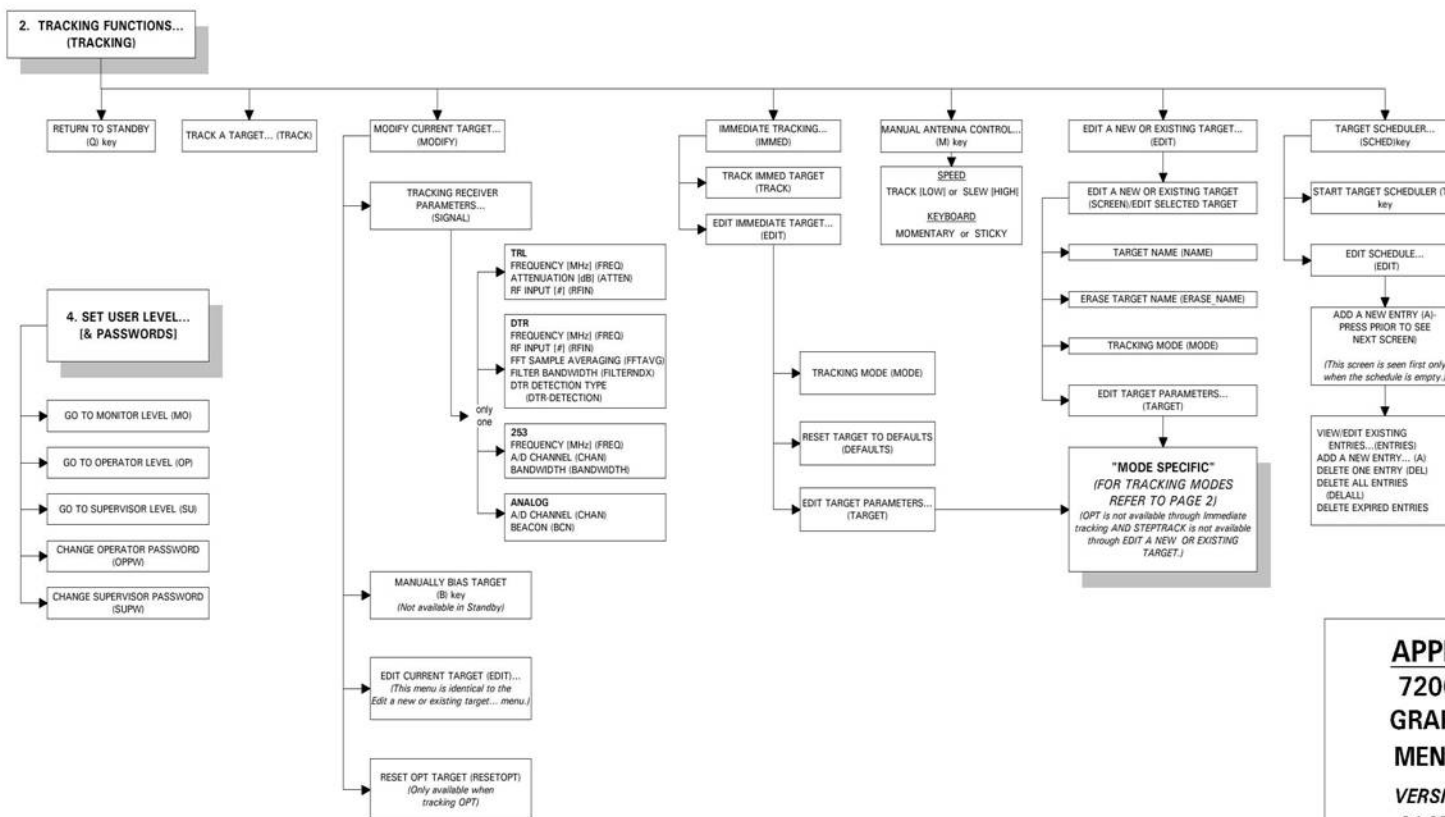 2. TRACKING FUNCTIONS...
(TRACKING)
RETURN TO STANDBY
(Q) key
TRACK A TARGET... (TRACK)
MODIFY CURRENT TARGET...
(MODIFY)
TRACKING RECEIVER
PARAMETERS...
(SIGNAL)
only
one
TRL
FREQUENCY [MHz] (FREQ)
ATTENUATION [dB] (ATTEN)
RF INPUT [#] (RFIN)
DTR
FREQUENCY [MHz] (FREQ)
RF INPUT [#] (RFIN)
FFT SAMPLE AVERAGING (FFTAVG)
FILTER BANDWIDTH (FILTERNDX)
DTR DETECTION TYPE
(DTR-DETECTION)
253
FREQUENCY [MHz] (FREQ)
A/D CHANNEL (CHAN)
BANDWIDTH (BANDWIDTH)
ANALOG
A/D CHANNEL (CHAN)
BEACON (BCN)
MANUALLY BIAS TARGET
(B) key
(Not available in Standby)
EDIT CURRENT TARGET (EDIT)...
(This menu is identical to the
Edit a new or existing target... menu.)
RESET OPT TARGET (RESETOPT)
(Only available when
tracking OPT)
IMMEDIATE TRACKING...
(IMMED)
TRACK IMMED TARGET
(TRACK)
EDIT IMMEDIATE TARGET...
(EDIT)
TRACKING MODE (MODE)
RESET TARGET TO DEFAULTS
(DEFAULTS)
EDIT TARGET PARAMETERS...
(TARGET)
MANUAL ANTENNA CONTROL...
(M) key
SPEED
TRACK [LOW] or SLEW [HIGH]
KEYBOARD
MOMENTARY or STICKY
EDIT A NEW OR EXISTING TARGET...
(EDIT)
EDIT A NEW OR EXISTING TARGET
(SCREEN)/EDIT SELECTED TARGET
TARGET NAME (NAME)
ERASE TARGET NAME (ERASE_NAME)
TRACKING MODE (MODE)
EDIT TARGET PARAMETERS...
(TARGET)
"MODE SPECIFIC"
(FOR TRACKING MODES
REFER TO PAGE 2)
(OPT is not available through Immediate
tracking AND STEPTRACK is not available
through EDIT A NEW OR EXISTING
TARGET.)
TARGET SCHEDULER...
(SCHED)key
START TARGET SCHEDULER (T
key
EDIT SCHEDULE...
(EDIT)
ADD A NEW ENTRY (A)-
PRESS PRIOR TO SEE
NEXT SCREEN)
(This screen is seen first only
when the schedule is empty.)
VIEW/EDIT EXISTING
ENTRIES...(ENTRIES)
ADD A NEW ENTRY... (A)
DELETE ONE ENTRY (DEL)
DELETE ALL ENTRIES
(DELALL)
DELETE EXPIRED ENTRIES
4. SET USER LEVEL...
[& PASSWORDS]
GO TO MONITOR LEVEL (MO)
GO TO OPERATOR LEVEL (OP)
GO TO SUPERVISOR LEVEL (SU)
CHANGE OPERATOR PASSWORD
(OPPW)
CHANGE SUPERVISOR PASSWORD
(SUPW)
APP
720
GRA
MEN
VERS